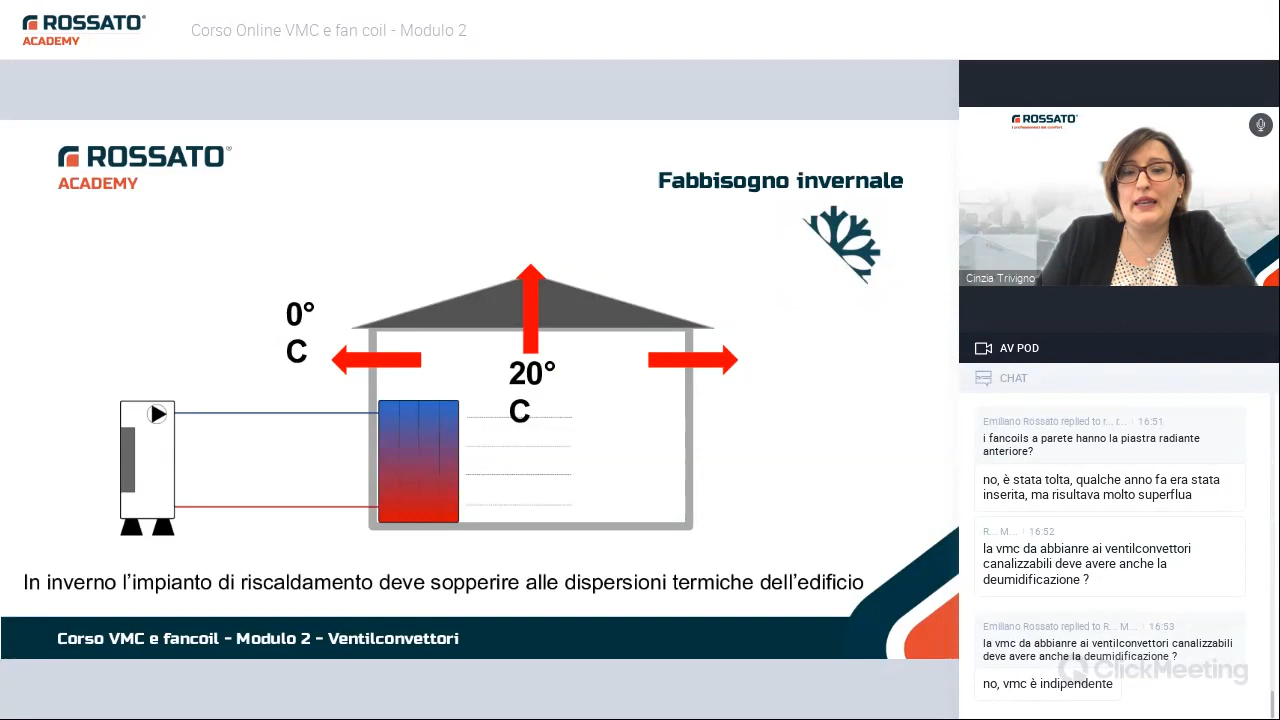 ROSSATO®
ACADEMY
Corso Online VMC e fan coil - Modulo 2
ROSSATO®
ACADEMY
Fabbisogno invernale
0°
C
20°
C
In inverno l'impianto di riscaldamento deve sopperire alle dispersioni termiche dell'edificio
Corso VMC e fancoil - Modulo 2 - Ventilconvettori
ROSSATO
I professionisti del comfort
Cinzia Trivigno
AV POD
CHAT
Emiliano Rossato replied to r... r... 16:51
i fancoils a parete hanno la piastra radiante
anteriore?
no, è stata tolta, qualche anno fa era stata
inserita, ma risultava molto superflua
R... M... 16:52
la vmc da abbianre ai ventilconvettori
canalizzabili deve avere anche la
deumidificazione ?
Emiliano Rossato replied to R... M... 16:53
la vmc da abbianre ai ventilconvettori canalizzabili
deve avere anche la deumidificazione ?
no, vmc è indipendente
ClickMeeting